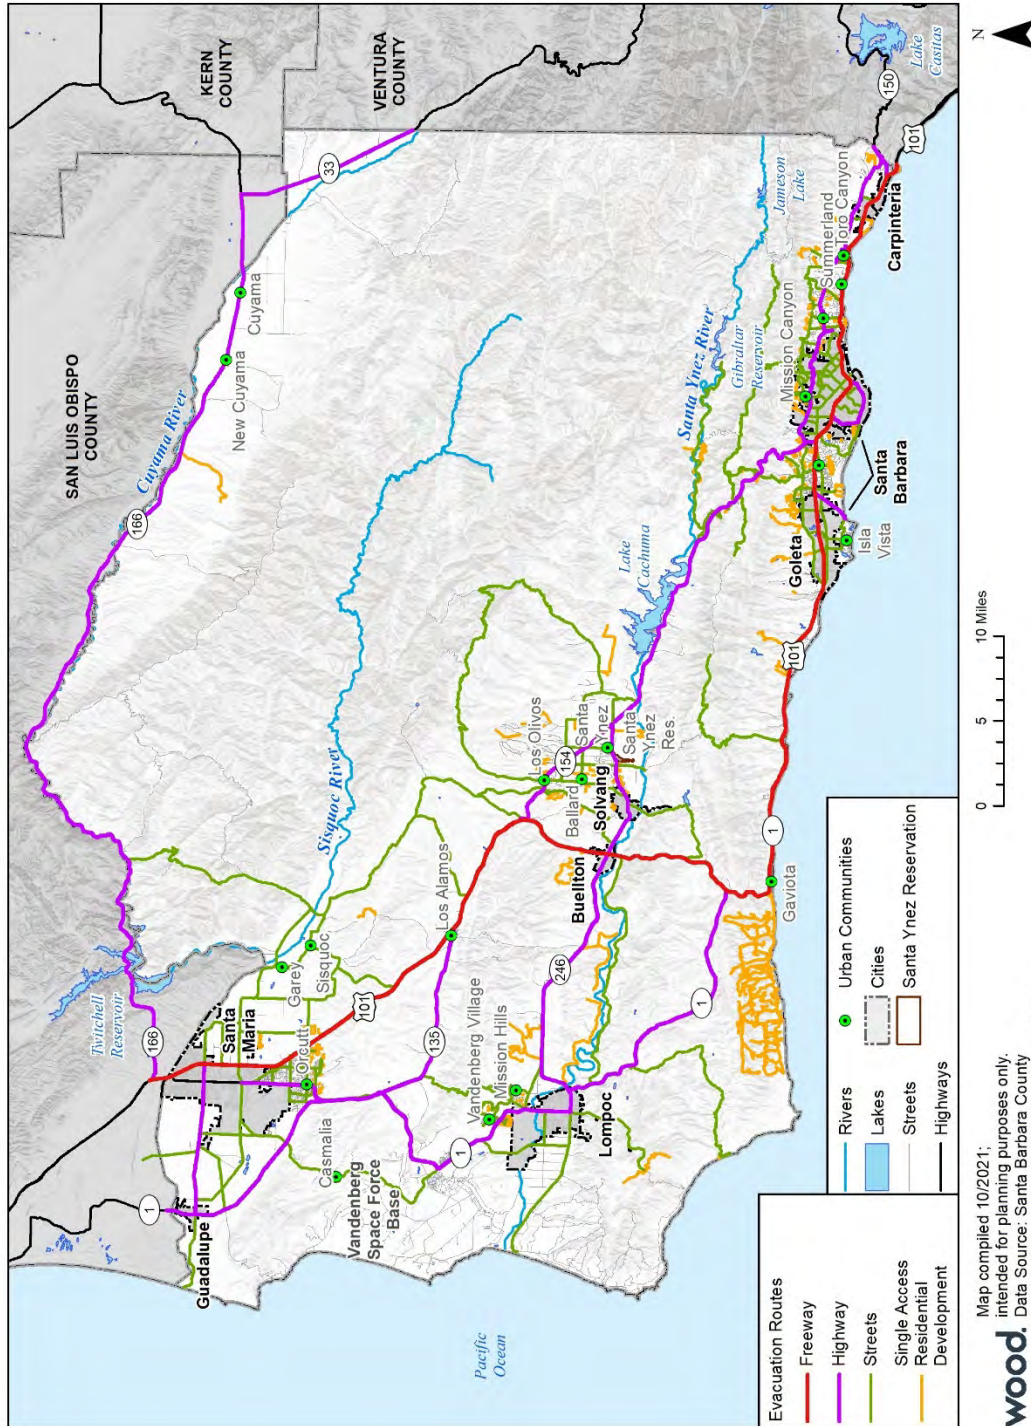 SAN LUIS OBISPO
COUNTY
KERN
COUNTY
VENTURA
COUNTY
Twitchell
Reservoir
166
166
Cuyama River
New Cuyama
Cuyama
33
1
Guadalupe
Santa
Maria
Orcutt
Garey
Sisquoc
Sisquoc River
Casmalia
Vandenberg
Space Force
Base
101
135
Los Alamos
1
Vandenberg Village
Mission Hills
Lompoc
246
Buellton
Solvang
Ballard
Los Olivos
154
Santa
Ynez
Santa
Ynez
Res.
Lake
Cachuma
Santa Ynez River
Gibraltar
Reservoir
Jameson
Lake
1
Gaviota
1
101
Goleta
Isla
Vista
Santa
Barbara
Mission Canyon
Summerland
Toro Canyon
Carpinteria
101
150
Lake
Casitas
Pacific
Ocean
N
0
5
10 Miles
Evacuation Routes
Freeway
Highway
Streets
Single Access
Residential
Development
Rivers
Lakes
Streets
Highways
Urban Communities
Cities
Santa Ynez Reservation
wood.
Map compiled 10/2021;
intended for planning purposes only.
Data Source: Santa Barbara County